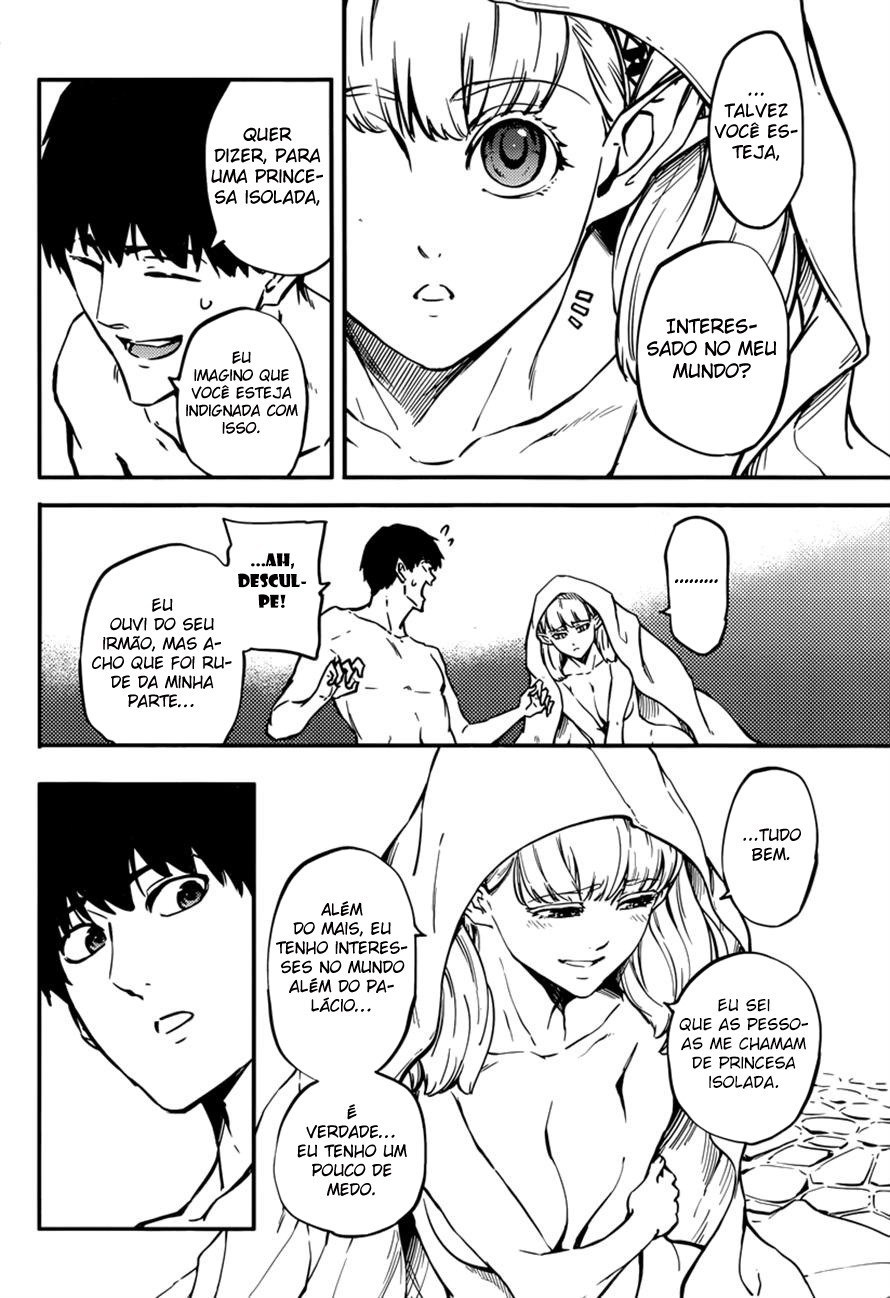 ...
TALVEZ
VOCÊ ES-
TEJA,
INTERES-
SADO NO MEU
MUNDO?
QUER
DIZER, PARA
UMA PRINCE-
SA ISOLADA,
EU
IMAGINO QUE
VOCÊ ESTEJA
INDIGNADA COM
ISSO.
..........
...AH,
DESCUL-
PE!
EU
OUVI DO SEU
IRMÃO, MAS A-
CHO QUE FOI RU-
DE DA MINHA
PARTE...
...TUDO
BEM.
EU SEI
QUE AS PESSO-
AS ME CHAMAM
DE PRINCESA
ISOLADA.
ALÉM
DO MAIS, EU
TENHO INTERES-
SES NO MUNDO
ALÉM DO PA-
LÁCIO...
É
VERDADE...
EU TENHO UM
POUCO DE
MEDO.